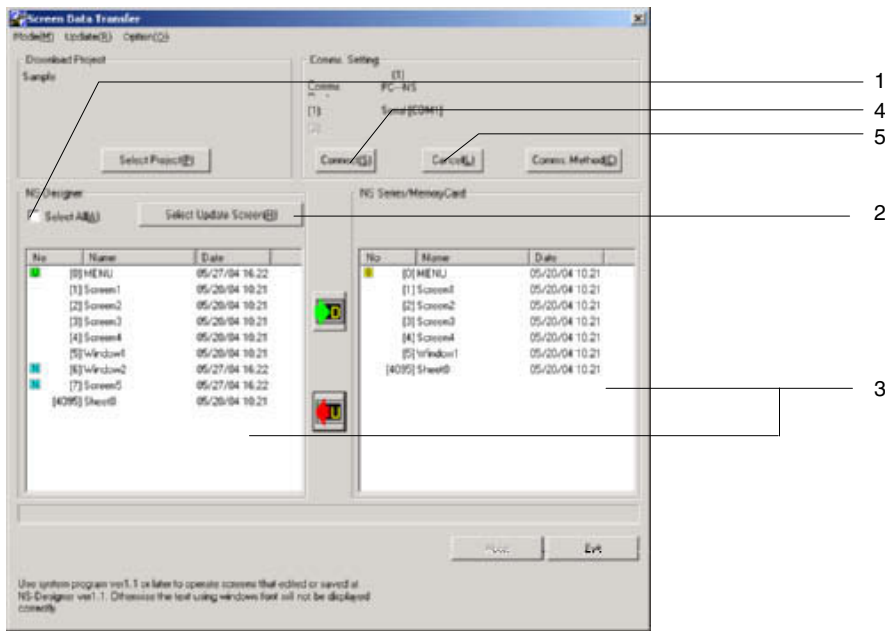 Screen Data Transfer
Mode(M) Update(R) Option(O)
Download Project
Sample
Select Project(P)
Comms. Setting
(1)
Comms. PC--NS
(1) Serial [COM1]
(2)
Connect(S) Cancel(L) Comms. Method(C)
1
4
5
2
3
NS-Designer
Select All(A) Select Update Screen(R)
No Name Date
U [0] MENU 05/27/04 16:22
[1] Screen1 05/20/04 10:21
[2] Screen2 05/20/04 10:21
[3] Screen3 05/20/04 10:21
[4] Screen4 05/20/04 10:21
[5] Window1 05/20/04 10:21
N [6] Window2 05/27/04 16:22
N [7] Screen5 05/27/04 16:22
[4095] Sheet0 05/20/04 10:21
D
U
NS Series/MemoryCard
No Name Date
[0] MENU 05/20/04 10:21
[1] Screen1 05/20/04 10:21
[2] Screen2 05/20/04 10:21
[3] Screen3 05/20/04 10:21
[4] Screen4 05/20/04 10:21
[5] Window1 05/20/04 10:21
[4095] Sheet0 05/20/04 10:21
Exit
Use system program ver1.1 or later to operate screens that edited or saved at
NS-Designer ver1.1. Otherwise the text using windows font will not be displayed
correctly.